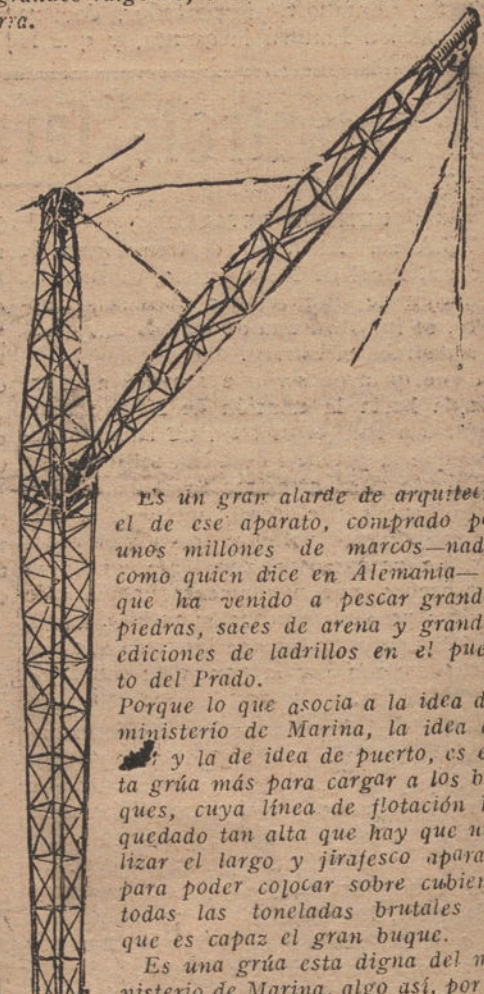 rra.
Es un gran alarde de arquitect
el de ese aparato, comprado p
unos millones de marcos—nad
como quien dice en Alemania—
que ha venido a pescar grand
piedras, saces de arena y grand
ediciones de ladrillos en el pue
to del Prado.
Porque lo que asocia a la idea d
ministerio de Marina, la idea
y la de idea de puerto, es e
ta grúa más para cargar a los b
ques, cuya línea de flotación
quedado tan alta que hay que u
lizar el largo y jirafesco apara
para poder colocar sobre cubier
todas las toneladas brutales
que es capaz el gran buque.
Es una grúa esta digna del m
nisterio de Marina, algo así, por